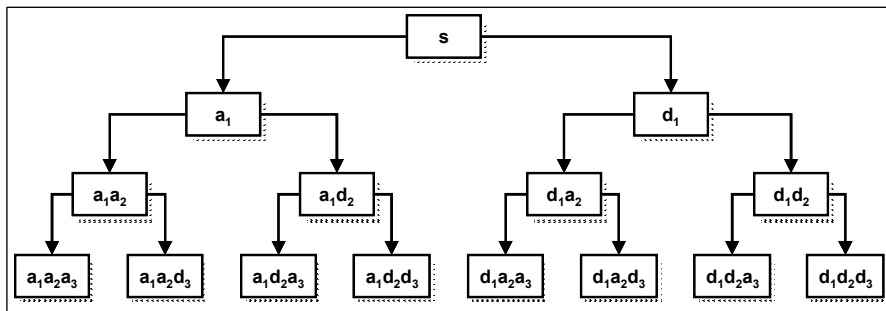 s
a₁ d₁
a₁a₂ a₁d₂ d₁a₂ d₁d₂
a₁a₂a₃ a₁a₂d₃ a₁d₂a₃ a₁d₂d₃ d₁a₂a₃ d₁a₂d₃ d₁d₂a₃ d₁d₂d₃